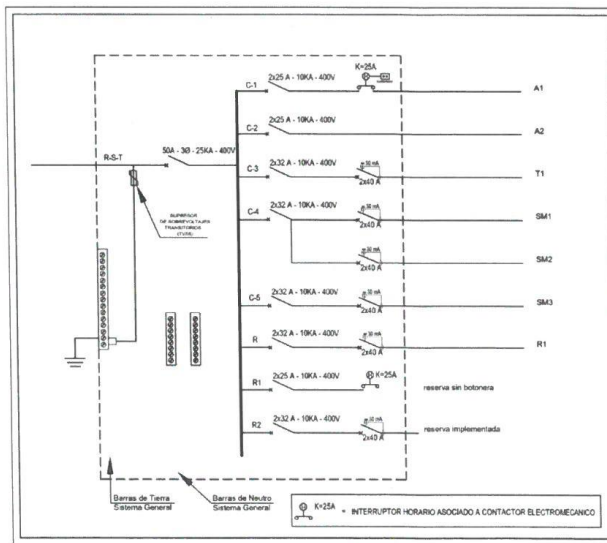 K=25A
C-1
2x25 A - 10KA - 400V
A1
C-2
2x25 A - 10KA - 400V
A2
R-S-T
50A - 3Ø - 25KA - 400V
C-3
2x32 A - 10KA - 400V
30 mA
2x40 A
T1
SUPRESOR
DE SOBREVOLTAJES
TRANSITORIOS
(TVSS)
C-4
2x32 A - 10KA - 400V
30 mA
2x40 A
SM1
30 mA
2x40 A
SM2
C-5
2x32 A - 10KA - 400V
30 mA
2x40 A
SM3
R
2x32 A - 10KA - 400V
30 mA
2x40 A
R1
R1
2x25 A - 10KA - 400V
K=25A
reserva sin botonera
R2
2x32 A - 10KA - 400V
30 mA
2x40 A
reserva implementada
Barras de Tierra
Sistema General
Barras de Neutro
Sistema General
K=25A = INTERRUPTOR HORARIO ASOCIADO A CONTACTOR ELECTROMECANICO